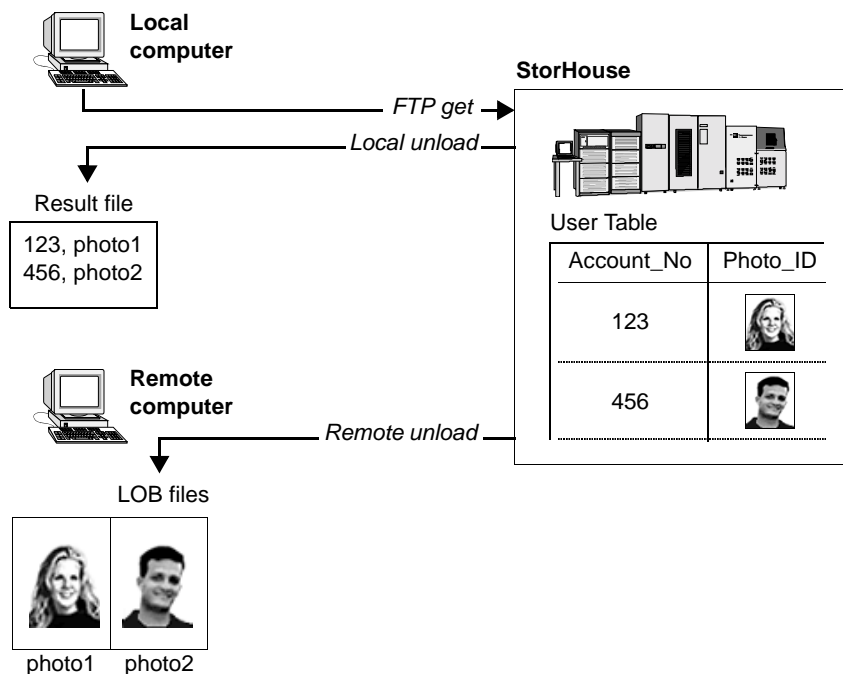 Local
computer
StorHouse
FTP get
Local unload
Result file
123, photo1
456, photo2
User Table
Account_No Photo_ID
123
456
Remote
computer
Remote unload
LOB files
photo1 photo2